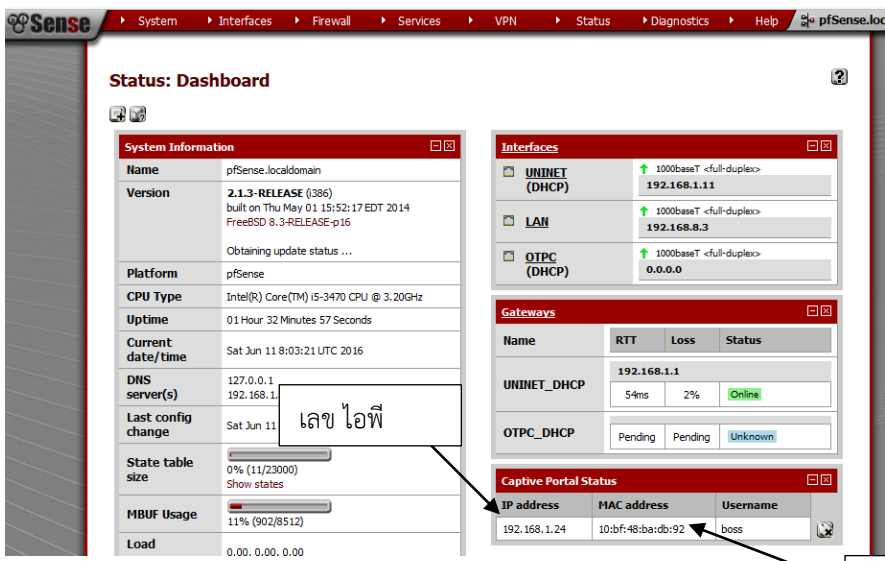 Sense
System Interfaces Firewall Services VPN Status Diagnostics Help pfSense.loc
Status: Dashboard
System Information
Name pfSense.localdomain
Version 2.1.3-RELEASE (i386)
built on Thu May 01 15:52:17 EDT 2014
FreeBSD 8.3-RELEASE-p16
Obtaining update status ...
Platform pfSense
CPU Type Intel(R) Core(TM) i5-3470 CPU @ 3.20GHz
Uptime 01 Hour 32 Minutes 57 Seconds
Current date/time Sat Jun 11 8:03:21 UTC 2016
DNS server(s) 127.0.0.1
192.168.1.
Last config change Sat Jun 11
State table size 0% (11/23000)
Show states
MBUF Usage 11% (902/8512)
Load 0.00, 0.00, 0.00
เลข ไอพี
Interfaces
UNINET (DHCP) 1000baseT <full-duplex>
192.168.1.11
LAN 1000baseT <full-duplex>
192.168.8.3
OTPC (DHCP) 1000baseT <full-duplex>
0.0.0.0
Gateways
Name RTT Loss Status
192.168.1.1
UNINET_DHCP 54ms 2% Online
OTPC_DHCP Pending Pending Unknown
Captive Portal Status
IP address MAC address Username
192.168.1.24 10:bf:48:ba:db:92 boss